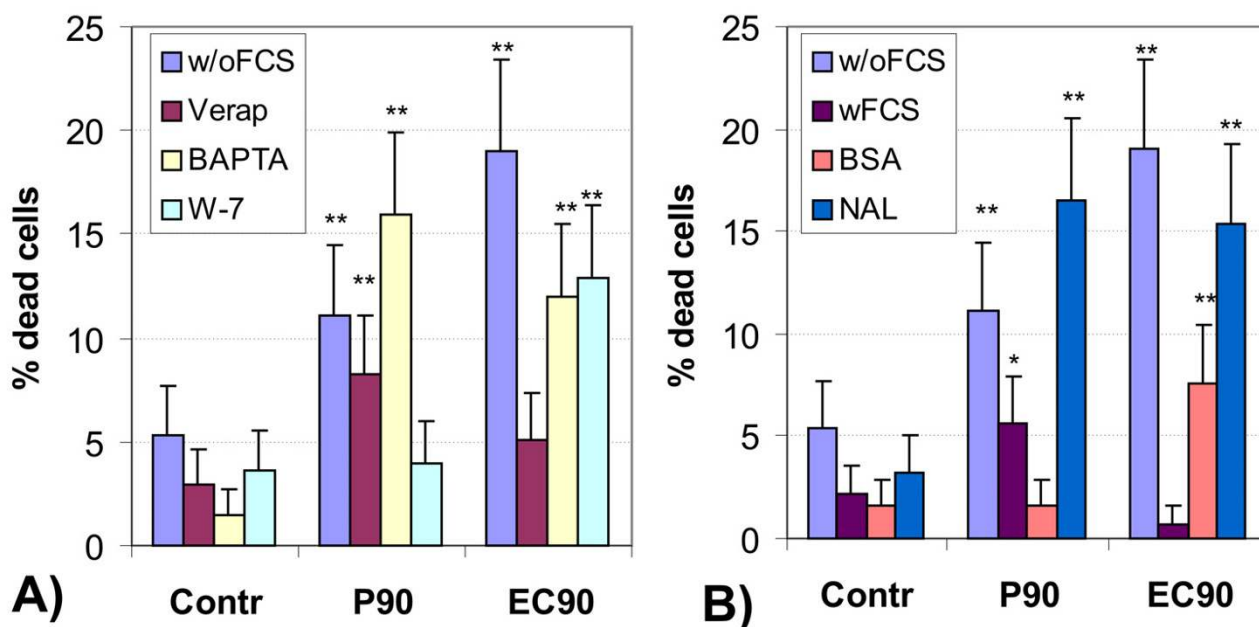 25
20
15
10
5
0
% dead cells
w/oFCS
Verap
BAPTA
W-7
**
**
**
**
**
**
Contr
P90
EC90
A)
25
20
15
10
5
0
% dead cells
w/oFCS
wFCS
BSA
NAL
**
*
**
**
**
**
Contr
P90
EC90
B)